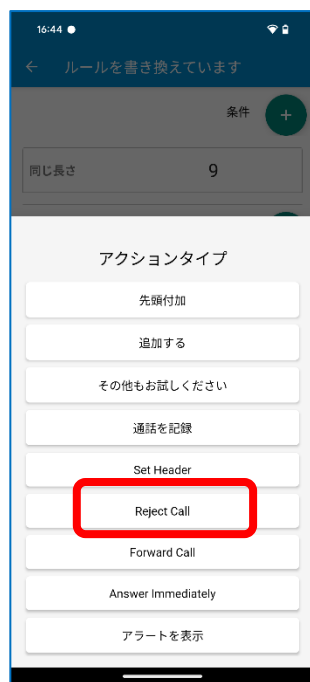 16:44
← ルールを書き換えています
条件 +
同じ長さ 9
アクションタイプ
先頭付加
追加する
その他もお試しください
通話を記録
Set Header
Reject Call
Forward Call
Answer Immediately
アラートを表示